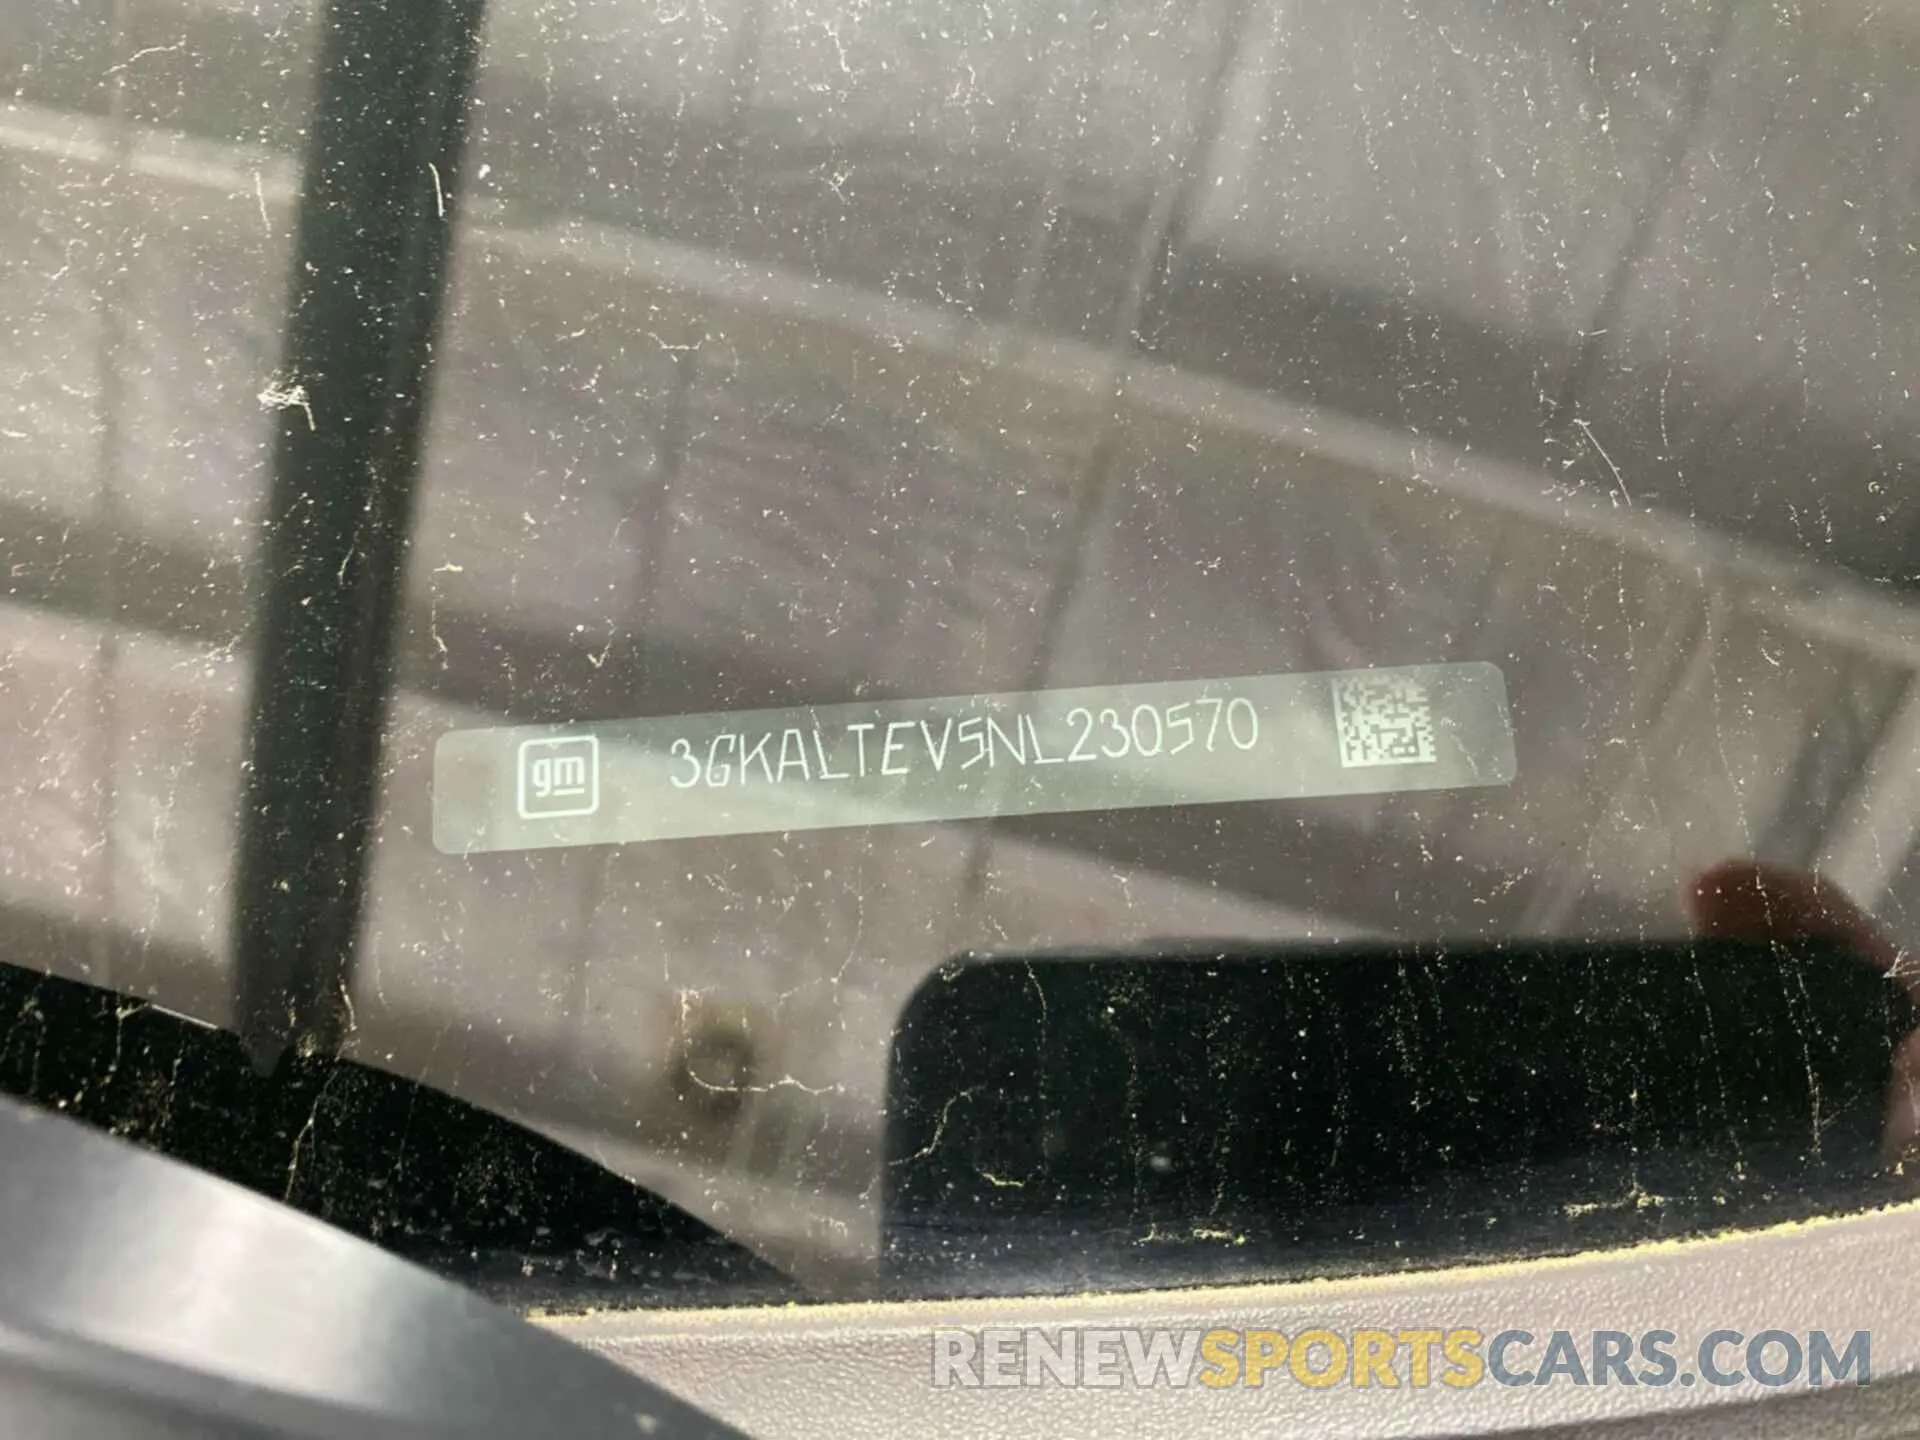 gm 3GKALTEV5NL230570
RENEWSPORTSCARS.COM